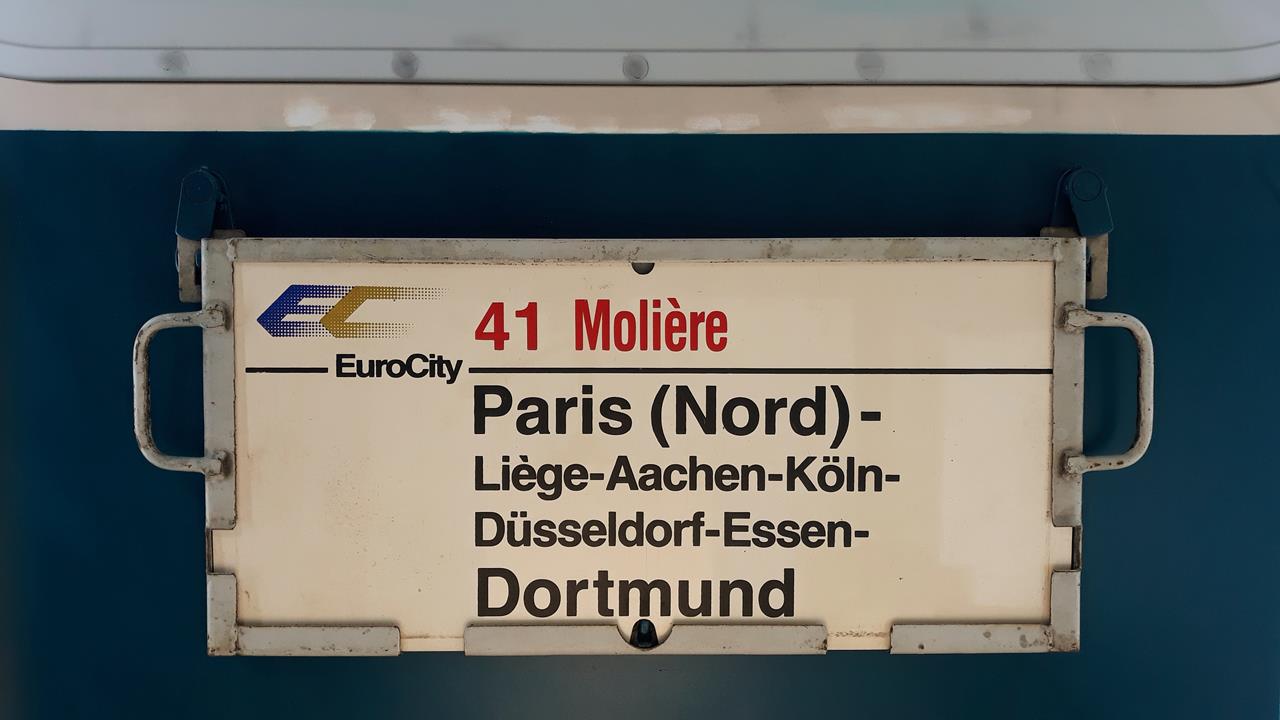 EC
41 Molière
EuroCity
Paris (Nord)-
Liège-Aachen-Köln-
Düsseldorf-Essen-
Dortmund